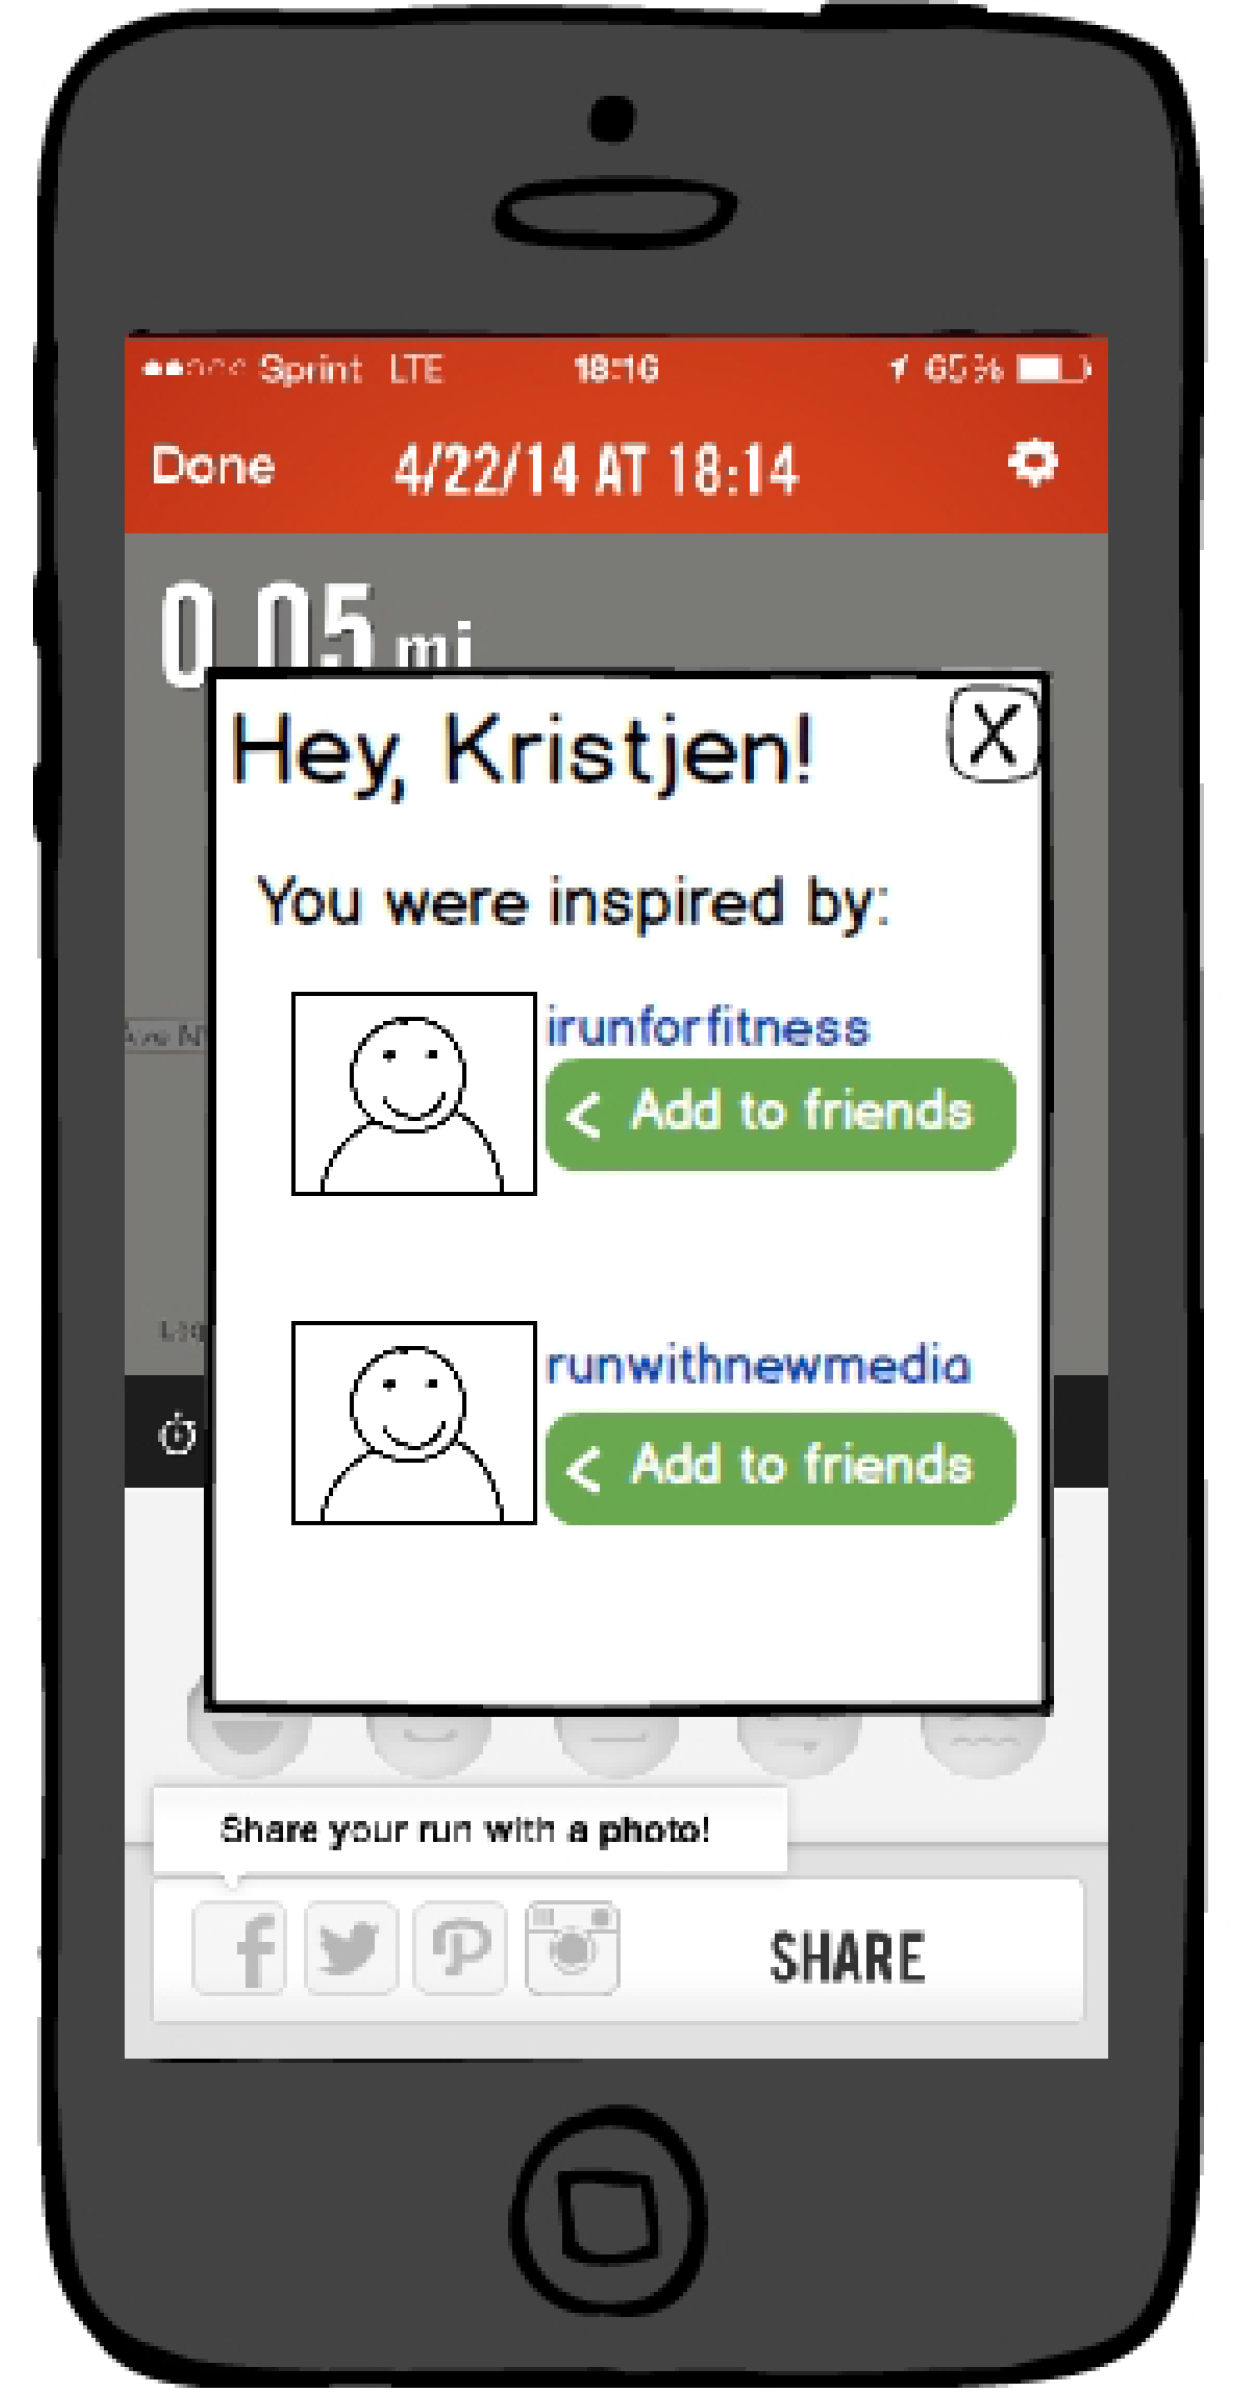 Sprint LTE 18:16 65%
Done 4/22/14 AT 18:14
0.05 mi
Hey, Kristjen! X
You were inspired by:
irunforfitness
< Add to friends
runwithnewmedia
< Add to friends
Share your run with a photo!
SHARE